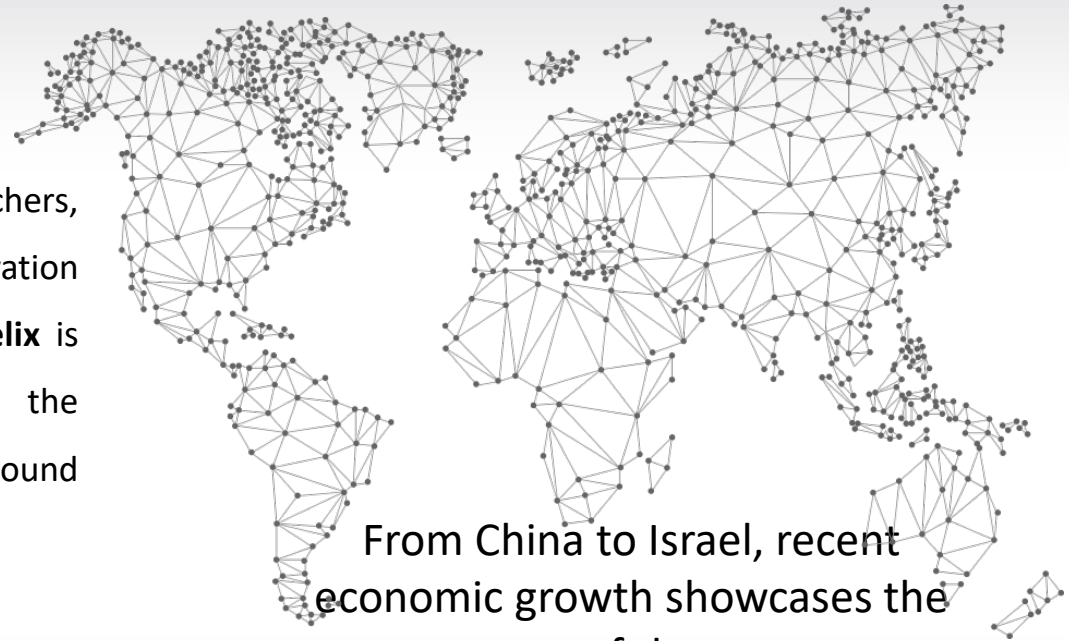 chers,
ration
elix is
the
ound
From China to Israel, recent
economic growth showcases the